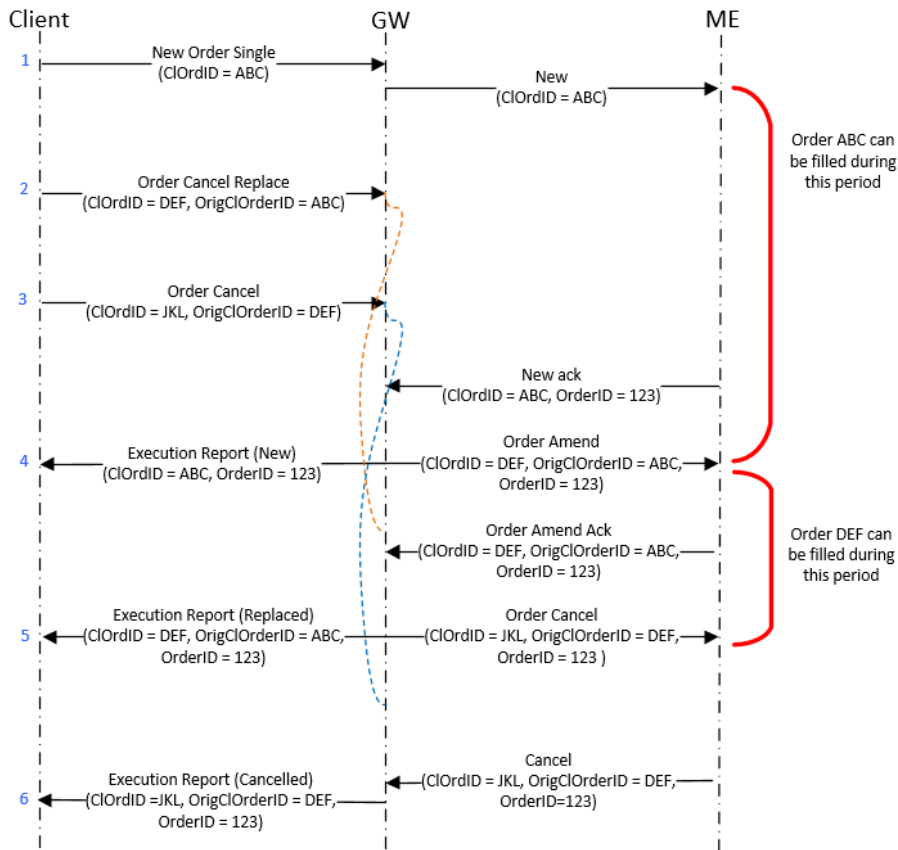 Client
GW
ME
1
New Order Single
(ClOrdID = ABC)
New
(ClOrdID = ABC)
Order ABC can
be filled during
this period
2
Order Cancel Replace
(ClOrdID = DEF, OrigClOrderID = ABC)
3
Order Cancel
(ClOrdID = JKL, OrigClOrderID = DEF)
New ack
(ClOrdID = ABC, OrderID = 123)
4
Execution Report (New)
(ClOrdID = ABC, OrderID = 123)
Order Amend
(ClOrdID = DEF, OrigClOrderID = ABC,
OrderID = 123)
Order Amend Ack
(ClOrdID = DEF, OrigClOrderID = ABC,
OrderID = 123)
Order DEF can
be filled during
this period
5
Execution Report (Replaced)
(ClOrdID = DEF, OrigClOrderID = ABC,
OrderID = 123)
Order Cancel
(ClOrdID = JKL, OrigClOrderID = DEF,
OrderID = 123 )
Cancel
(ClOrdID = JKL, OrigClOrderID = DEF,
OrderID=123)
6
Execution Report (Cancelled)
(ClOrdID =JKL, OrigClOrderID = DEF,
OrderID = 123)